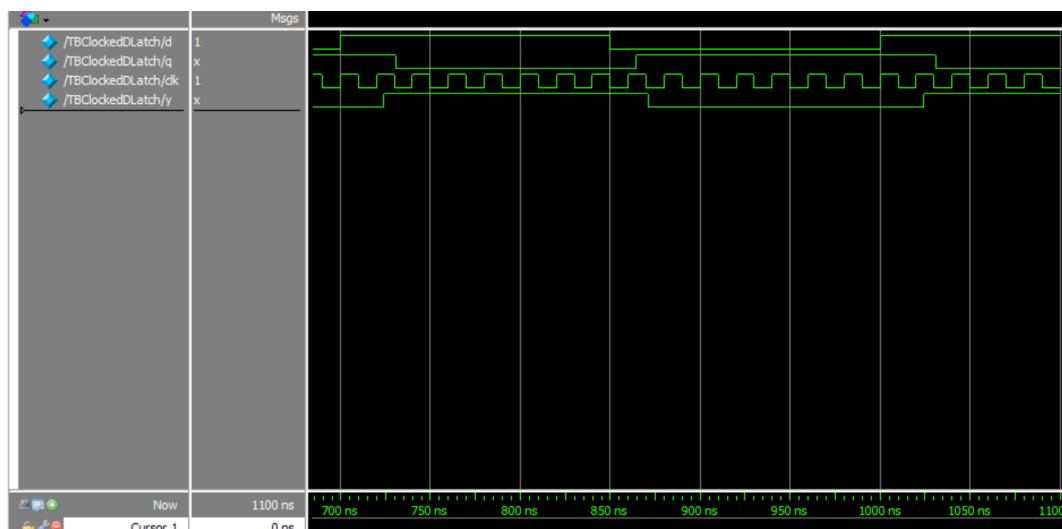 Msgs
/TBClockedDLatch/d 1
/TBClockedDLatch/q x
/TBClockedDLatch/clk 1
/TBClockedDLatch/y x
Now 1100 ns 700 ns 750 ns 800 ns 850 ns 900 ns 950 ns 1000 ns 1050 ns 110
Cursor 1 0 ns